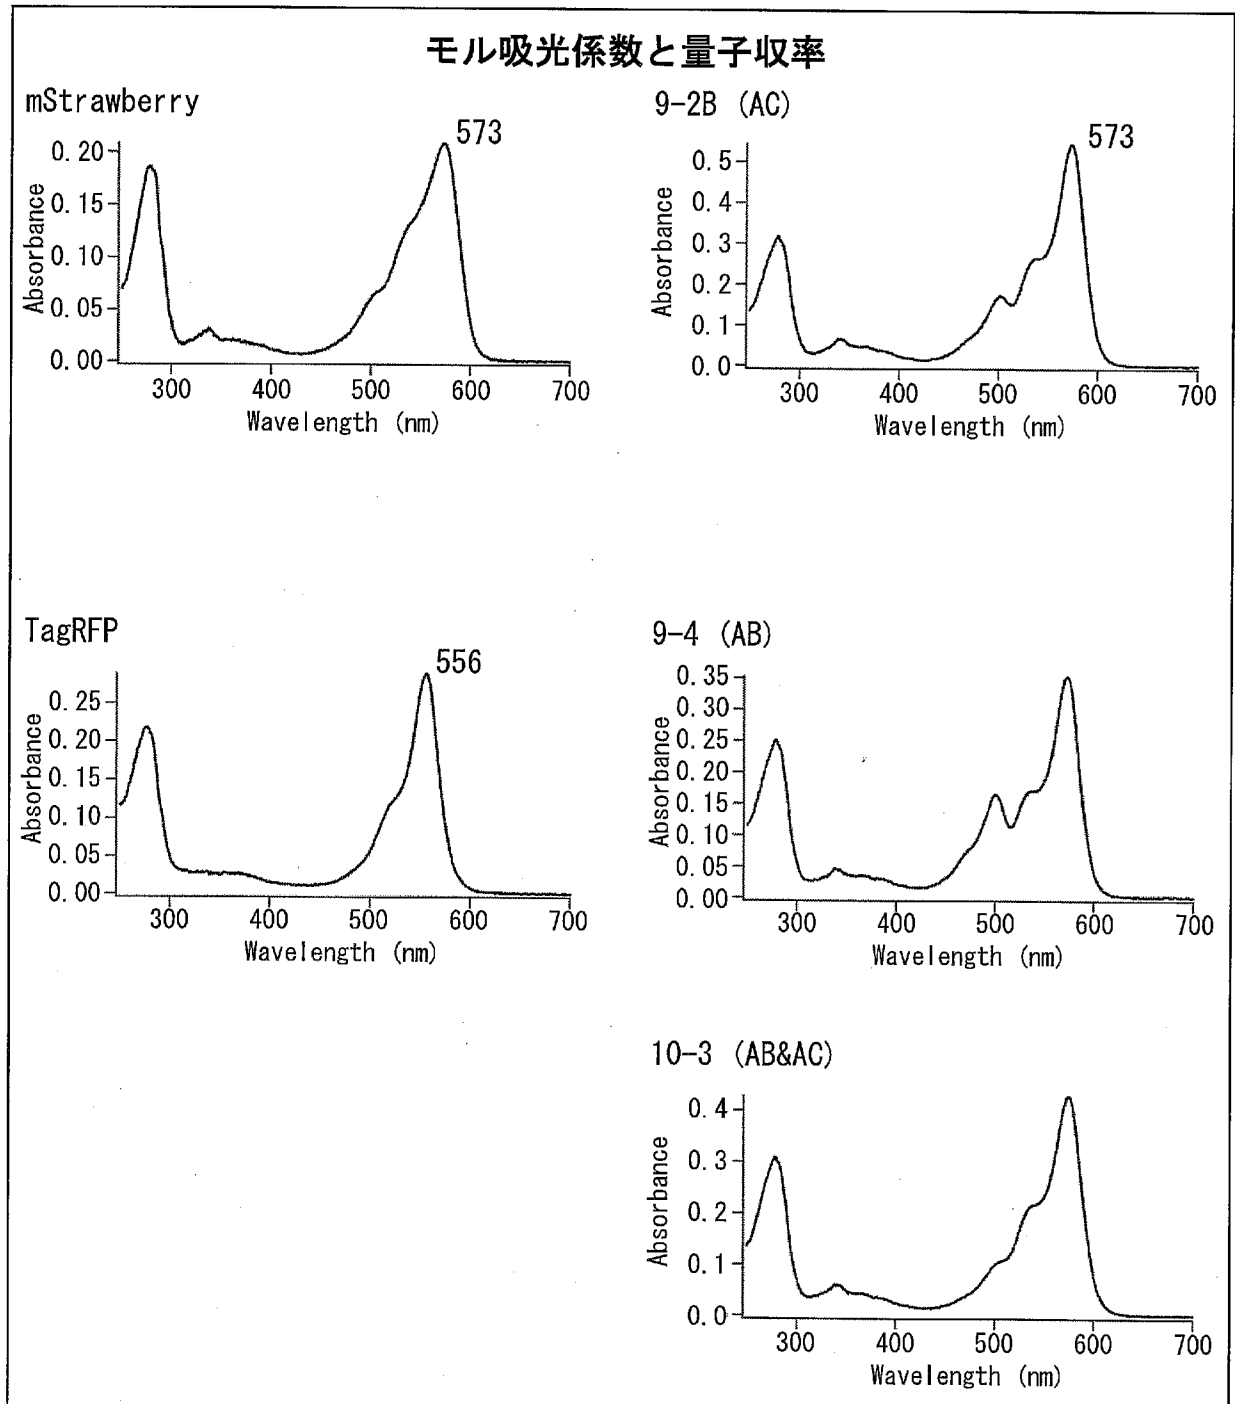 モル吸光係数と量子収率
mStrawberry
573
0.20
0.15
0.10
0.05
0.00
Absorbance
300 400 500 600 700
Wavelength (nm)
9-2B (AC)
573
0.5
0.4
0.3
0.2
0.1
0.0
Absorbance
300 400 500 600 700
Wavelength (nm)
TagRFP
556
0.25
0.20
0.15
0.10
0.05
0.00
Absorbance
300 400 500 600 700
Wavelength (nm)
9-4 (AB)
0.35
0.30
0.25
0.20
0.15
0.10
0.05
0.00
Absorbance
300 400 500 600 700
Wavelength (nm)
10-3 (AB&AC)
0.4
0.3
0.2
0.1
0.0
Absorbance
300 400 500 600 700
Wavelength (nm)